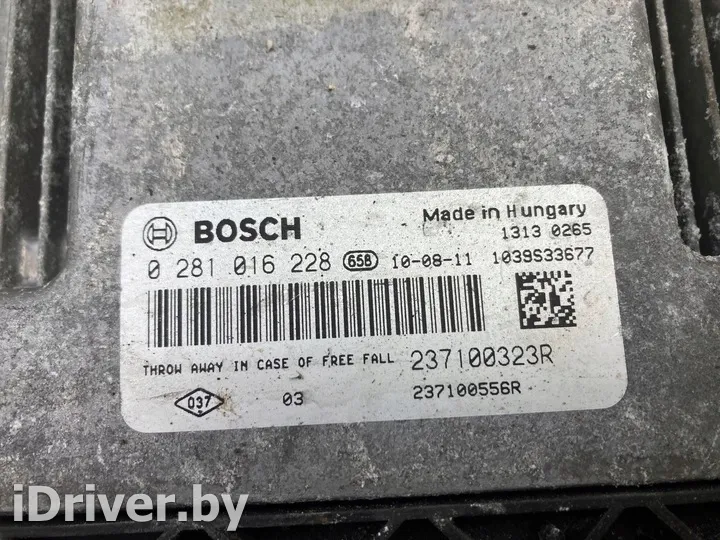 BOSCH
Made in Hungary
1313 0265
0 281 016 228 658 10-08-11 1039S33677
THROW AWAY IN CASE OF FREE FALL 237100323R
037 03 237100556R
iDriver.by